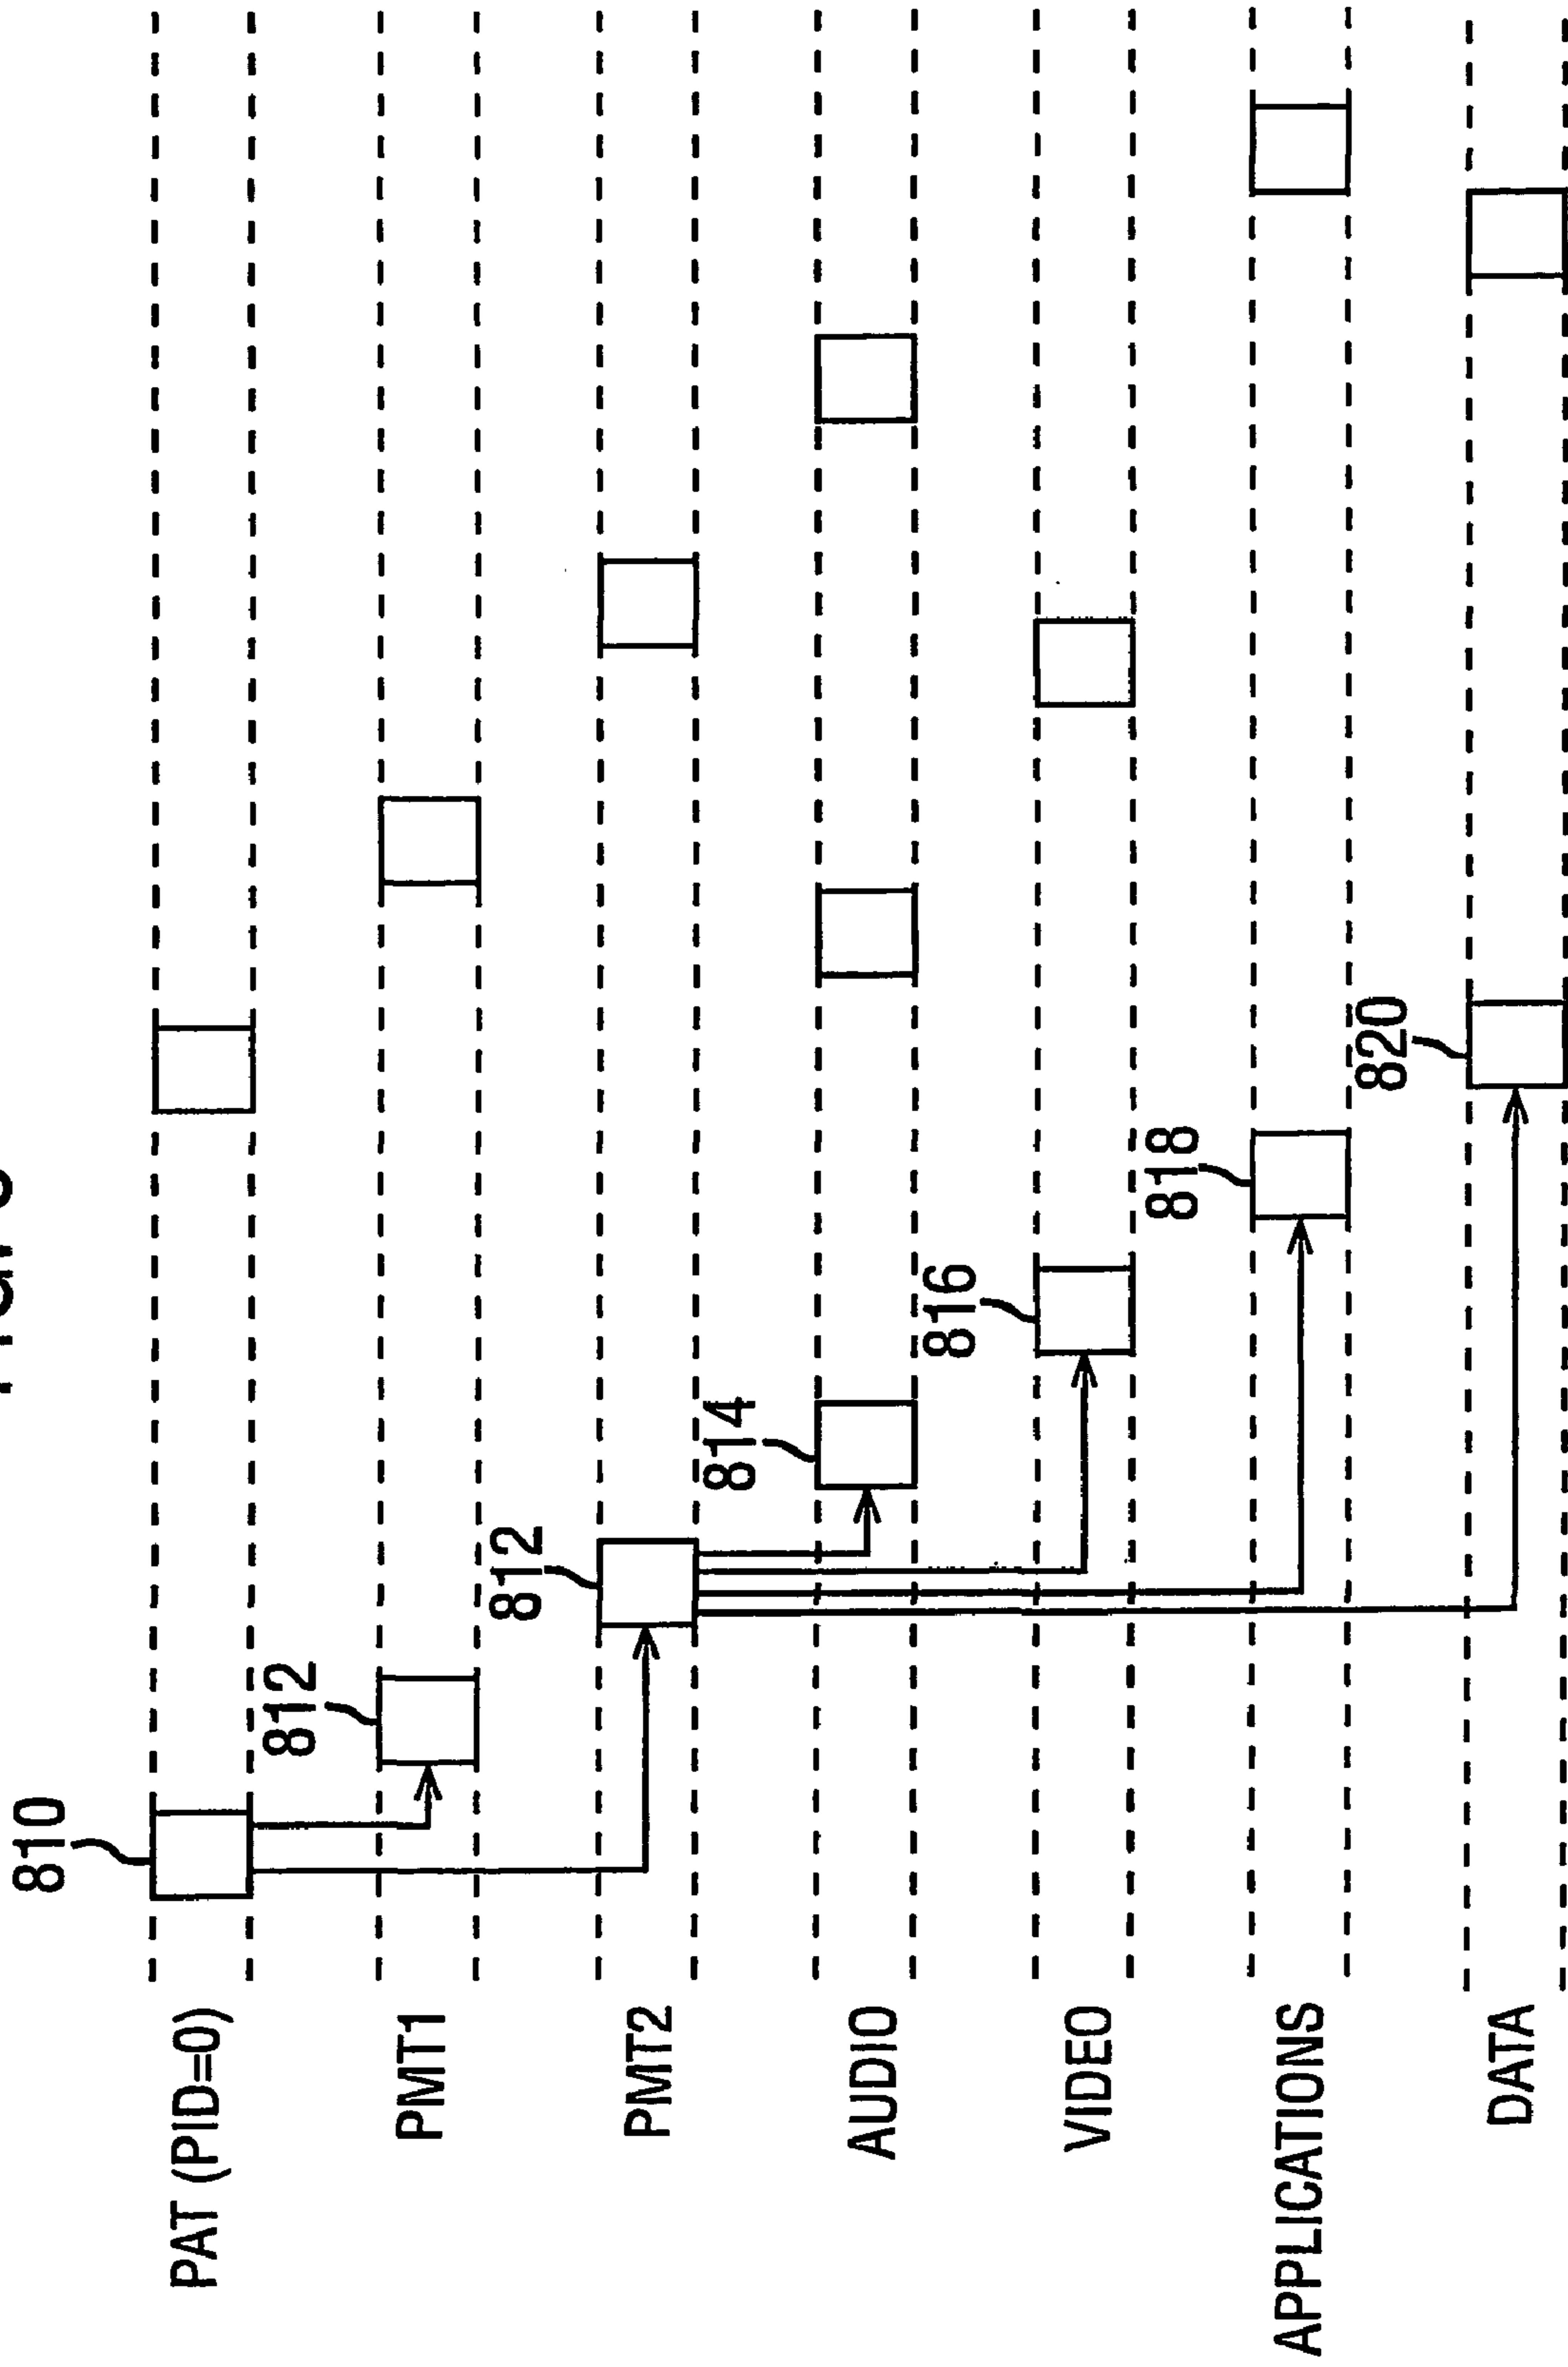 PAT (PID=0)
810
PMT1
812
PMT2
812
AUDIO
814
VIDEO
816
APPLICATIONS
818
DATA
820